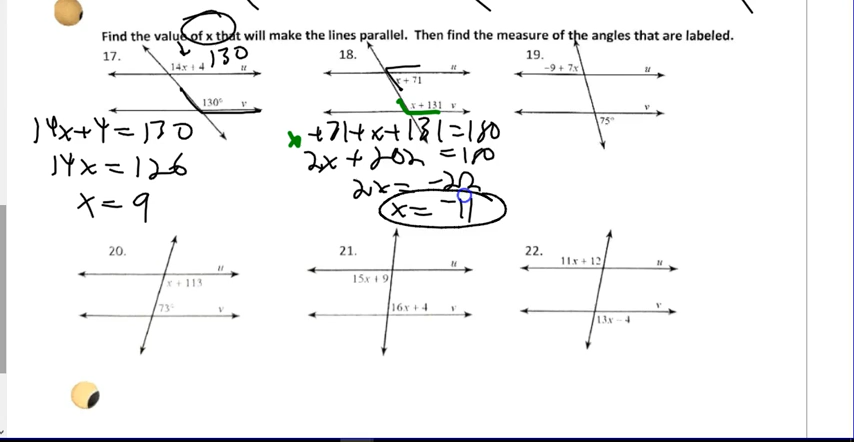 Find the value of x that will make the lines parallel. Then find the measure of the angles that are labeled.
17.
130
14x + 4
u
130°
v
14x+4=130
14x = 126
x = 9
18.
x + 71
u
x + 131
v
x+71+x+131=180
2x+202=180
2x= -22
x= -11
19.
-9 + 7x
u
v
75°
20.
u
x + 113
73°
v
21.
u
15x + 9
16x + 4
v
22.
11x + 12
u
v
13x - 4